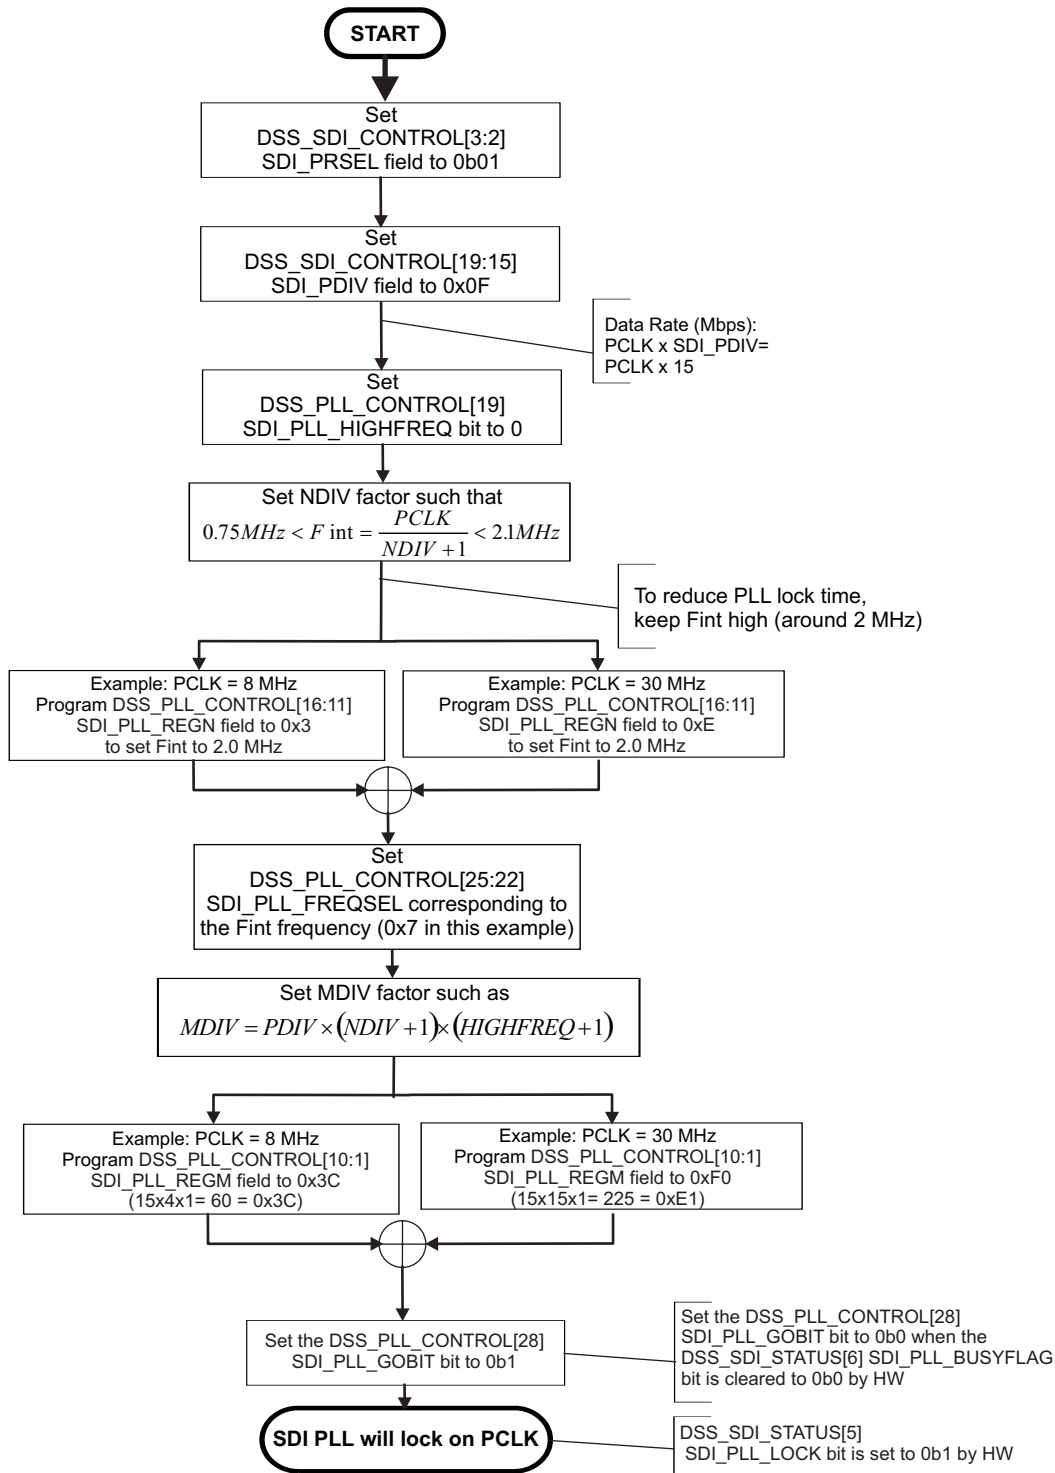 START
Set
DSS_SDI_CONTROL[3:2]
SDI_PRSEL field to 0b01
Set
DSS_SDI_CONTROL[19:15]
SDI_PDIV field to 0x0F
Data Rate (Mbps):
PCLK x SDI_PDIV=
PCLK x 15
Set
DSS_PLL_CONTROL[19]
SDI_PLL_HIGHFREQ bit to 0
Set NDIV factor such that
0.75MHz < F int = PCLK / NDIV +1 < 2.1MHz
To reduce PLL lock time,
keep Fint high (around 2 MHz)
Example: PCLK = 8 MHz
Program DSS_PLL_CONTROL[16:11]
SDI_PLL_REGN field to 0x3
to set Fint to 2.0 MHz
Example: PCLK = 30 MHz
Program DSS_PLL_CONTROL[16:11]
SDI_PLL_REGN field to 0xE
to set Fint to 2.0 MHz
Set
DSS_PLL_CONTROL[25:22]
SDI_PLL_FREQSEL corresponding to
the Fint frequency (0x7 in this example)
Set MDIV factor such as
MDIV = PDIV × (NDIV +1)× (HIGHFREQ +1)
Example: PCLK = 8 MHz
Program DSS_PLL_CONTROL[10:1]
SDI_PLL_REGM field to 0x3C
(15x4x1= 60 = 0x3C)
Example: PCLK = 30 MHz
Program DSS_PLL_CONTROL[10:1]
SDI_PLL_REGM field to 0xF0
(15x15x1= 225 = 0xE1)
Set the DSS_PLL_CONTROL[28]
SDI_PLL_GOBIT bit to 0b1
Set the DSS_PLL_CONTROL[28]
SDI_PLL_GOBIT bit to 0b0 when the
DSS_SDI_STATUS[6] SDI_PLL_BUSYFLAG
bit is cleared to 0b0 by HW
SDI PLL will lock on PCLK
DSS_SDI_STATUS[5]
SDI_PLL_LOCK bit is set to 0b1 by HW